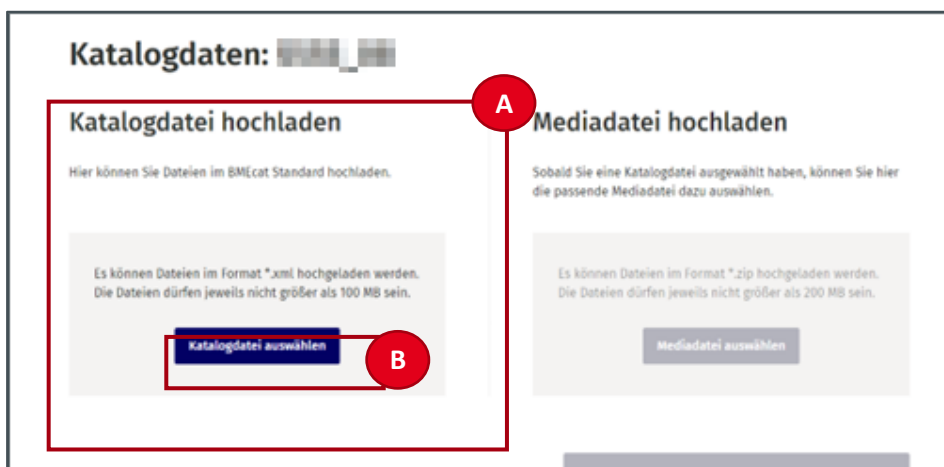 Katalogdaten:
A
Katalogdatei hochladen
Hier können Sie Dateien im BMEcat Standard hochladen.
Es können Dateien im Format *.xml hochgeladen werden.
Die Dateien dürfen jeweils nicht größer als 100 MB sein.
Katalogdatei auswählen
B
Mediadatei hochladen
Sobald Sie eine Katalogdatei ausgewählt haben, können Sie hier
die passende Mediadatei dazu auswählen.
Es können Dateien im Format *.zip hochgeladen werden.
Die Dateien dürfen jeweils nicht größer als 200 MB sein.
Mediadatei auswählen